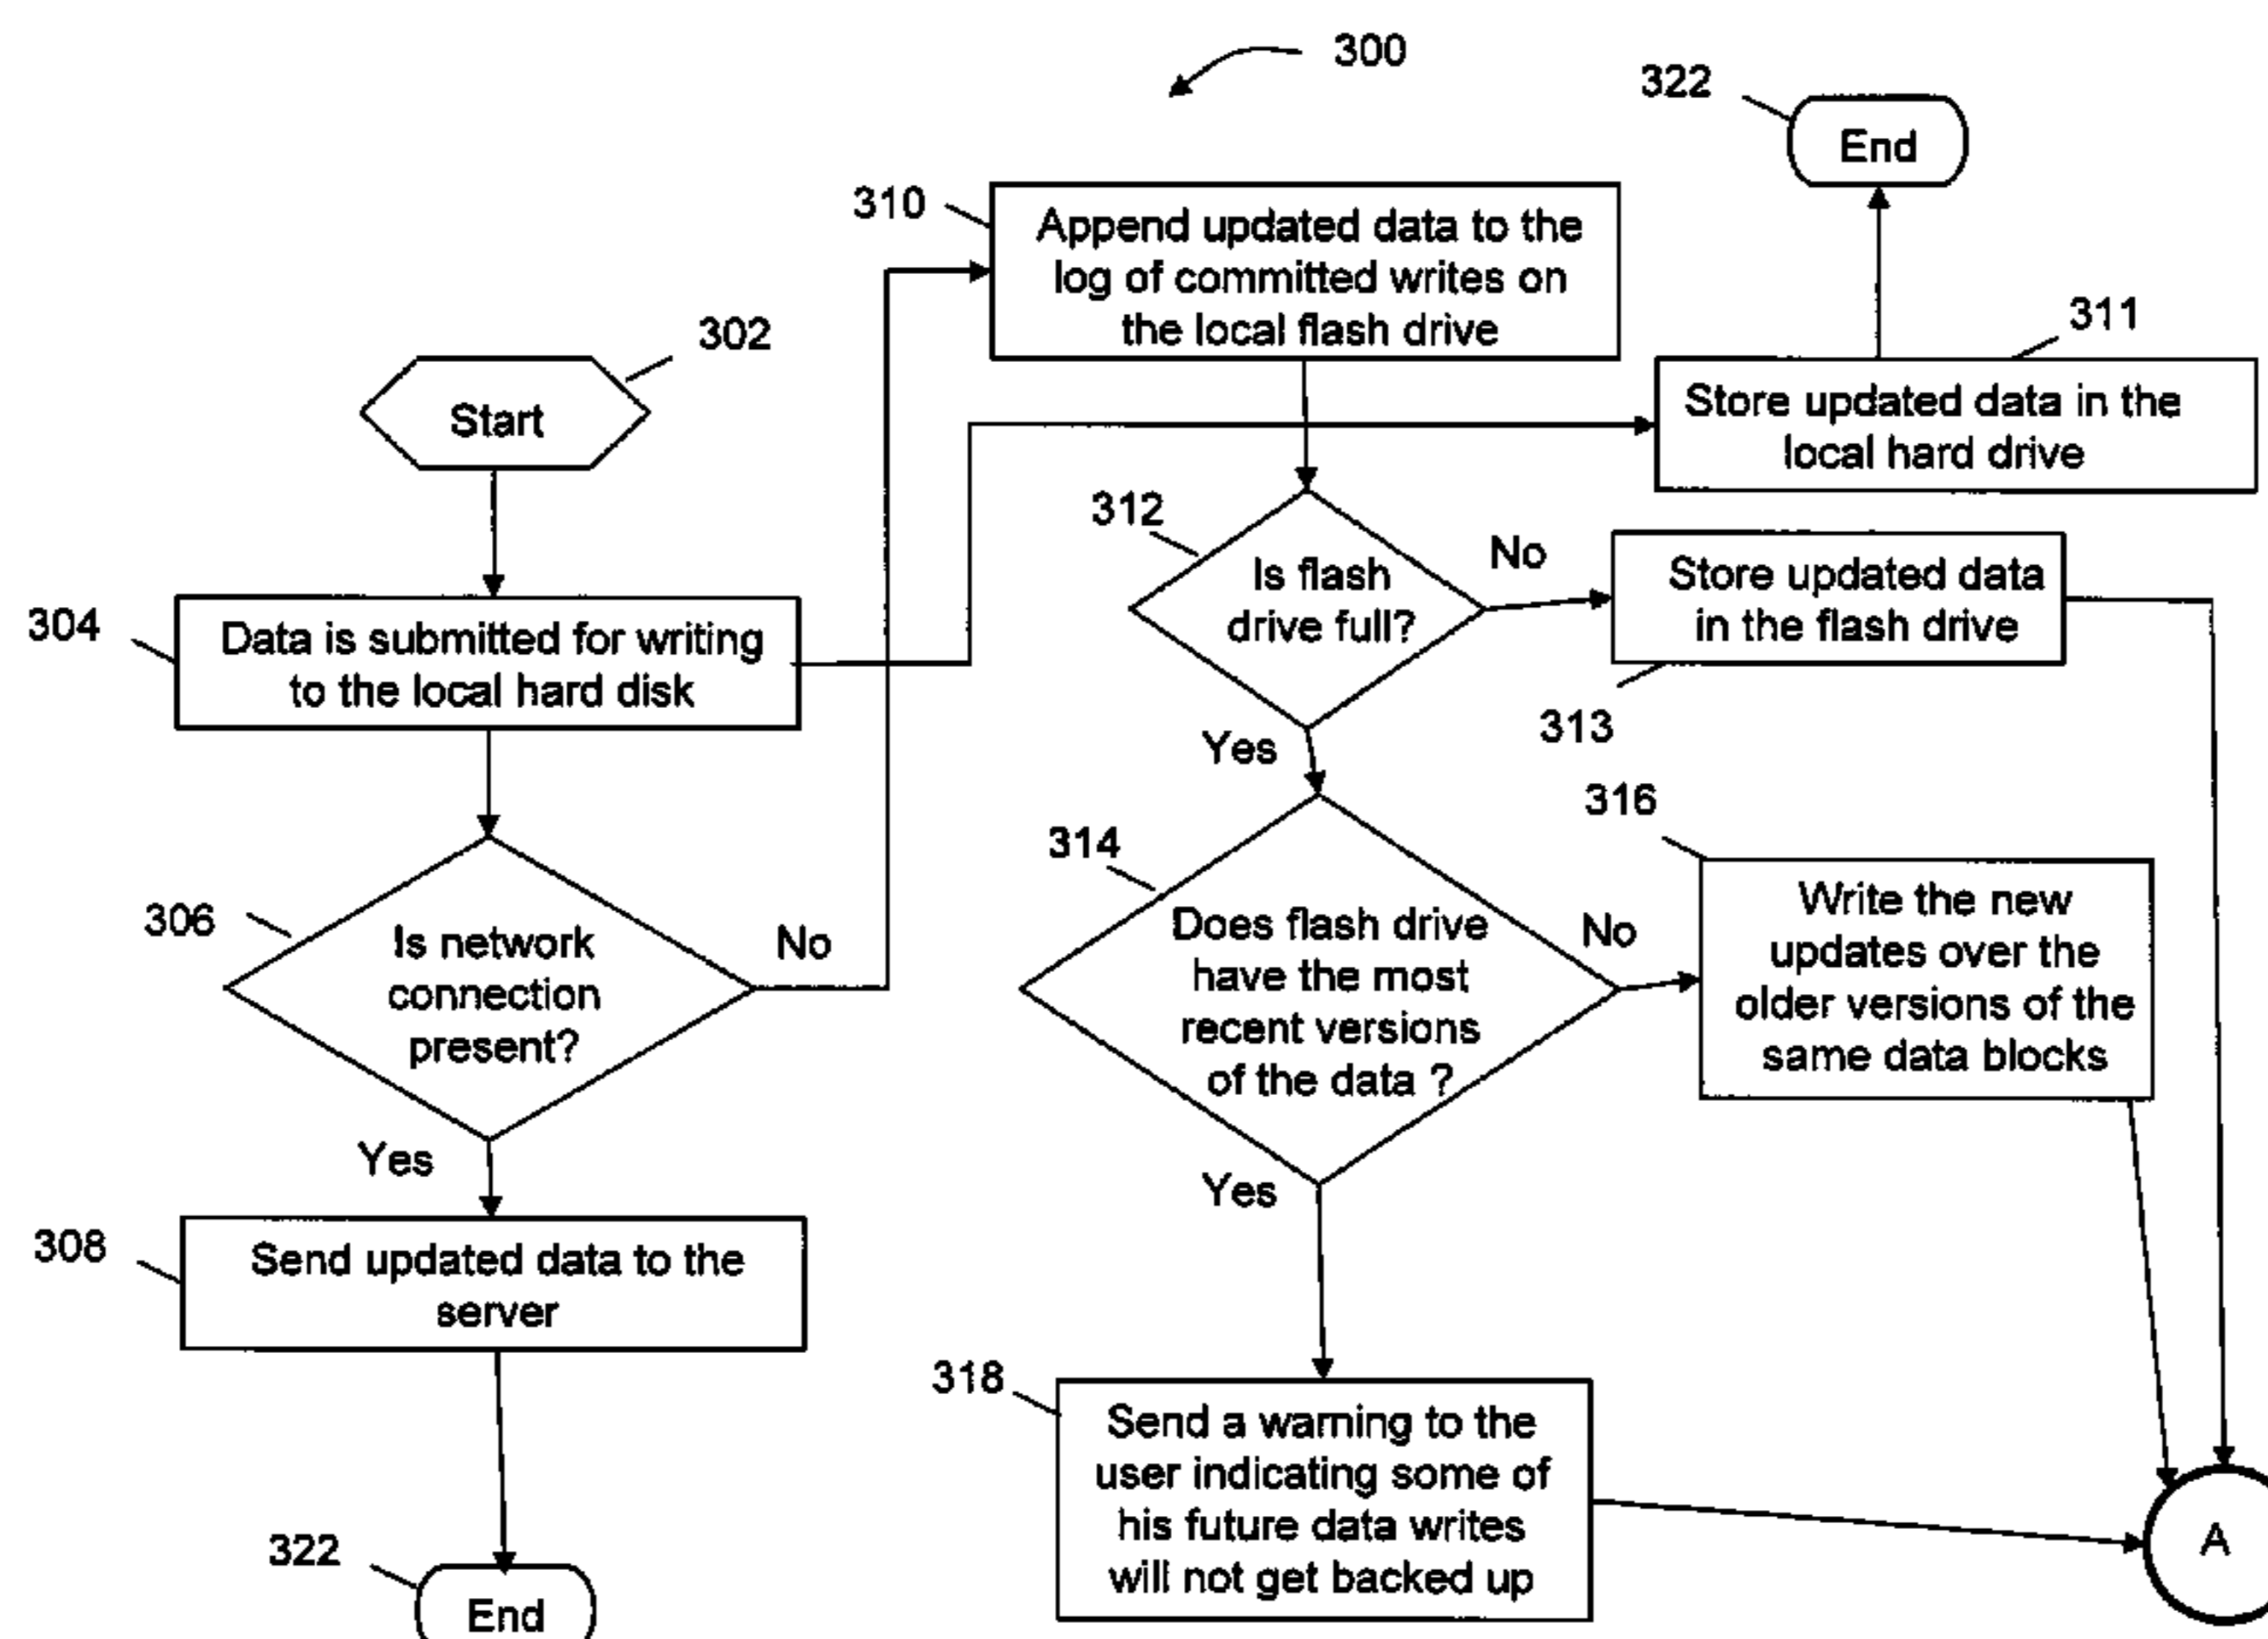 300
322
End
310
Append updated data to the
log of committed writes on
the local flash drive
311
Store updated data in the
local hard drive
302
Start
304
Data is submitted for writing
to the local hard disk
312
Is flash
drive full?
No
Store updated data
in the flash drive
313
Yes
306
Is network
connection
present?
No
314
Does flash drive
have the most
recent versions
of the data ?
No
316
Write the new
updates over the
older versions of the
same data blocks
Yes
308
Send updated data to the
server
Yes
318
Send a warning to the
user indicating some of
his future data writes
will not get backed up
A
322
End